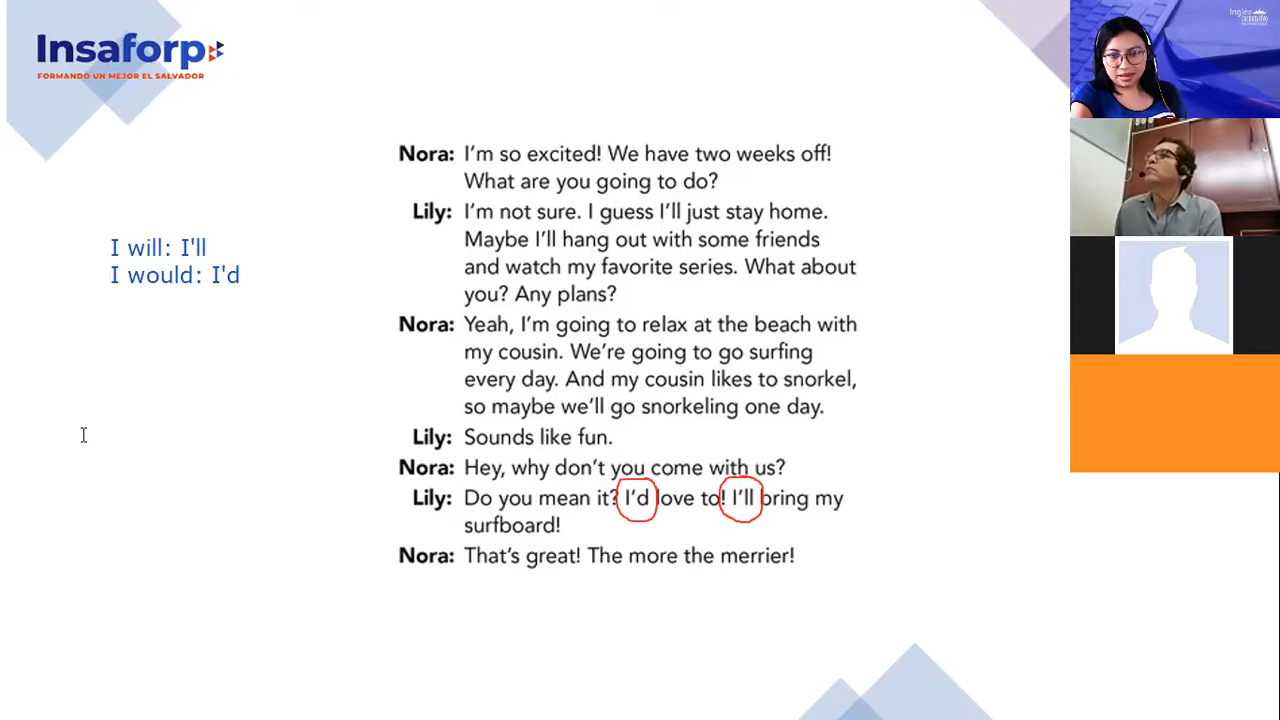 Insaforp
FORMANDO UN MEJOR EL SALVADOR
I will: I'll
I would: I'd
Nora: I'm so excited! We have two weeks off!
What are you going to do?
Lily: I'm not sure. I guess I'll just stay home.
Maybe I'll hang out with some friends
and watch my favorite series. What about
you? Any plans?
Nora: Yeah, I'm going to relax at the beach with
my cousin. We're going to go surfing
every day. And my cousin likes to snorkel,
so maybe we'll go snorkeling one day.
Lily: Sounds like fun.
Nora: Hey, why don't you come with us?
Lily: Do you mean it? I'd love to! I'll bring my
surfboard!
Nora: That's great! The more the merrier!
Inglés